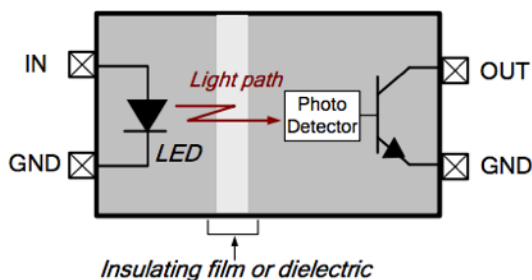 IN
OUT
Light path
Photo
Detector
GND
LED
GND
Insulating film or dielectric